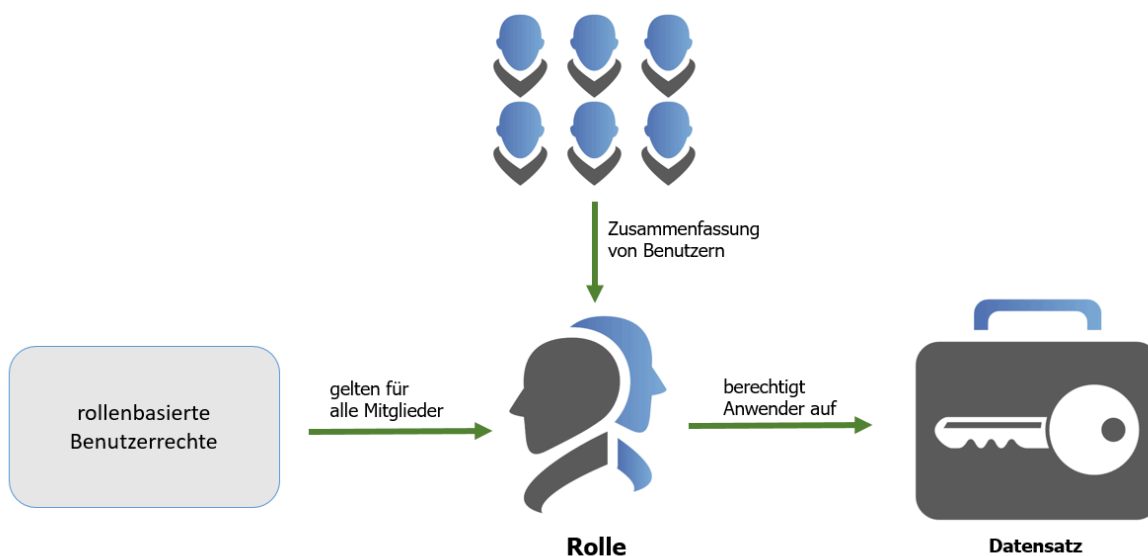 Zusammenfassung
von Benutzern
rollenbasierte
Benutzerrechte
gelten für
alle Mitglieder
berechtigt
Anwender auf
Rolle
Datensatz